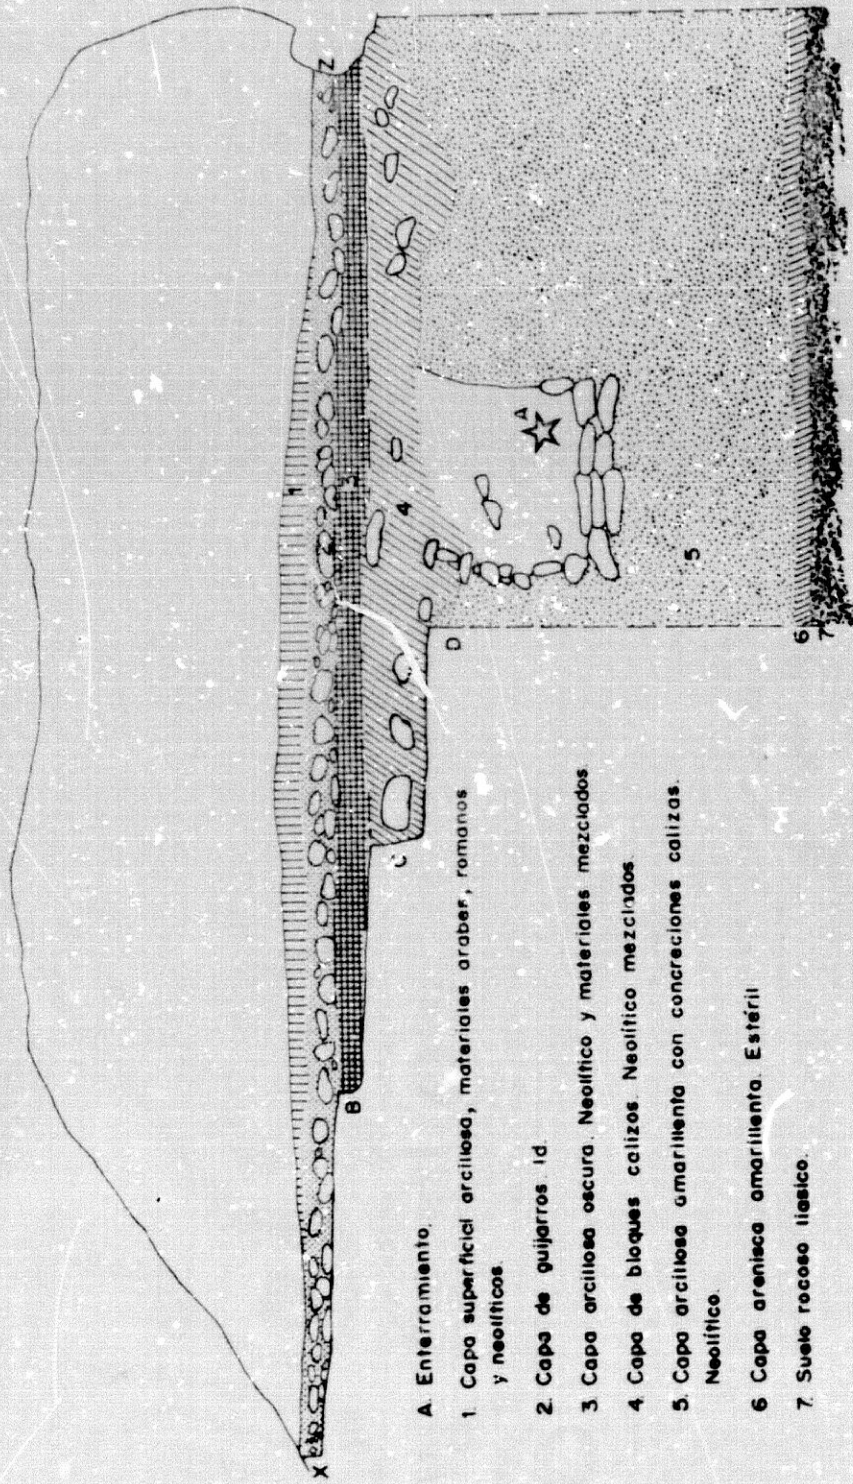 X
Z
1
2
3
4
5
6
7
A
B
C
D
A. Enterramiento.
1. Capa superficial arcillosa, materiales arabes, romanos
y neolíticos
2. Capa de guijarros. Id.
3. Capa arcillosa oscura. Neolítico y materiales mezclados.
4. Capa de bloques calizos. Neolítico mezclados.
5. Capa arcillosa amarillenta con concreciones calizas.
Neolítico.
6 Capa arenisca amarillenta. Estéril
7. Suelo rocoso liasico.